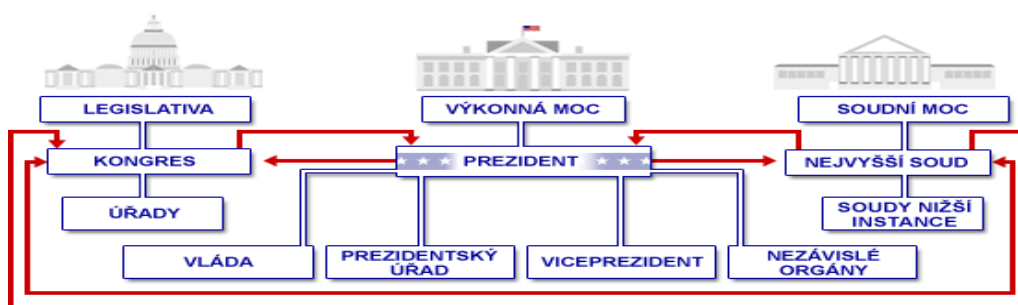 LEGISLATIVA
VÝKONNÁ MOC
SOUDNÍ MOC
KONGRES
PREZIDENT
NEJVYŠŠÍ SOUD
ÚŘADY
SOUDY NIŽŠÍ
INSTANCE
VLÁDA
PREZIDENTSKÝ
ÚŘAD
VICEPREZIDENT
NEZÁVISLÉ
ORGÁNY